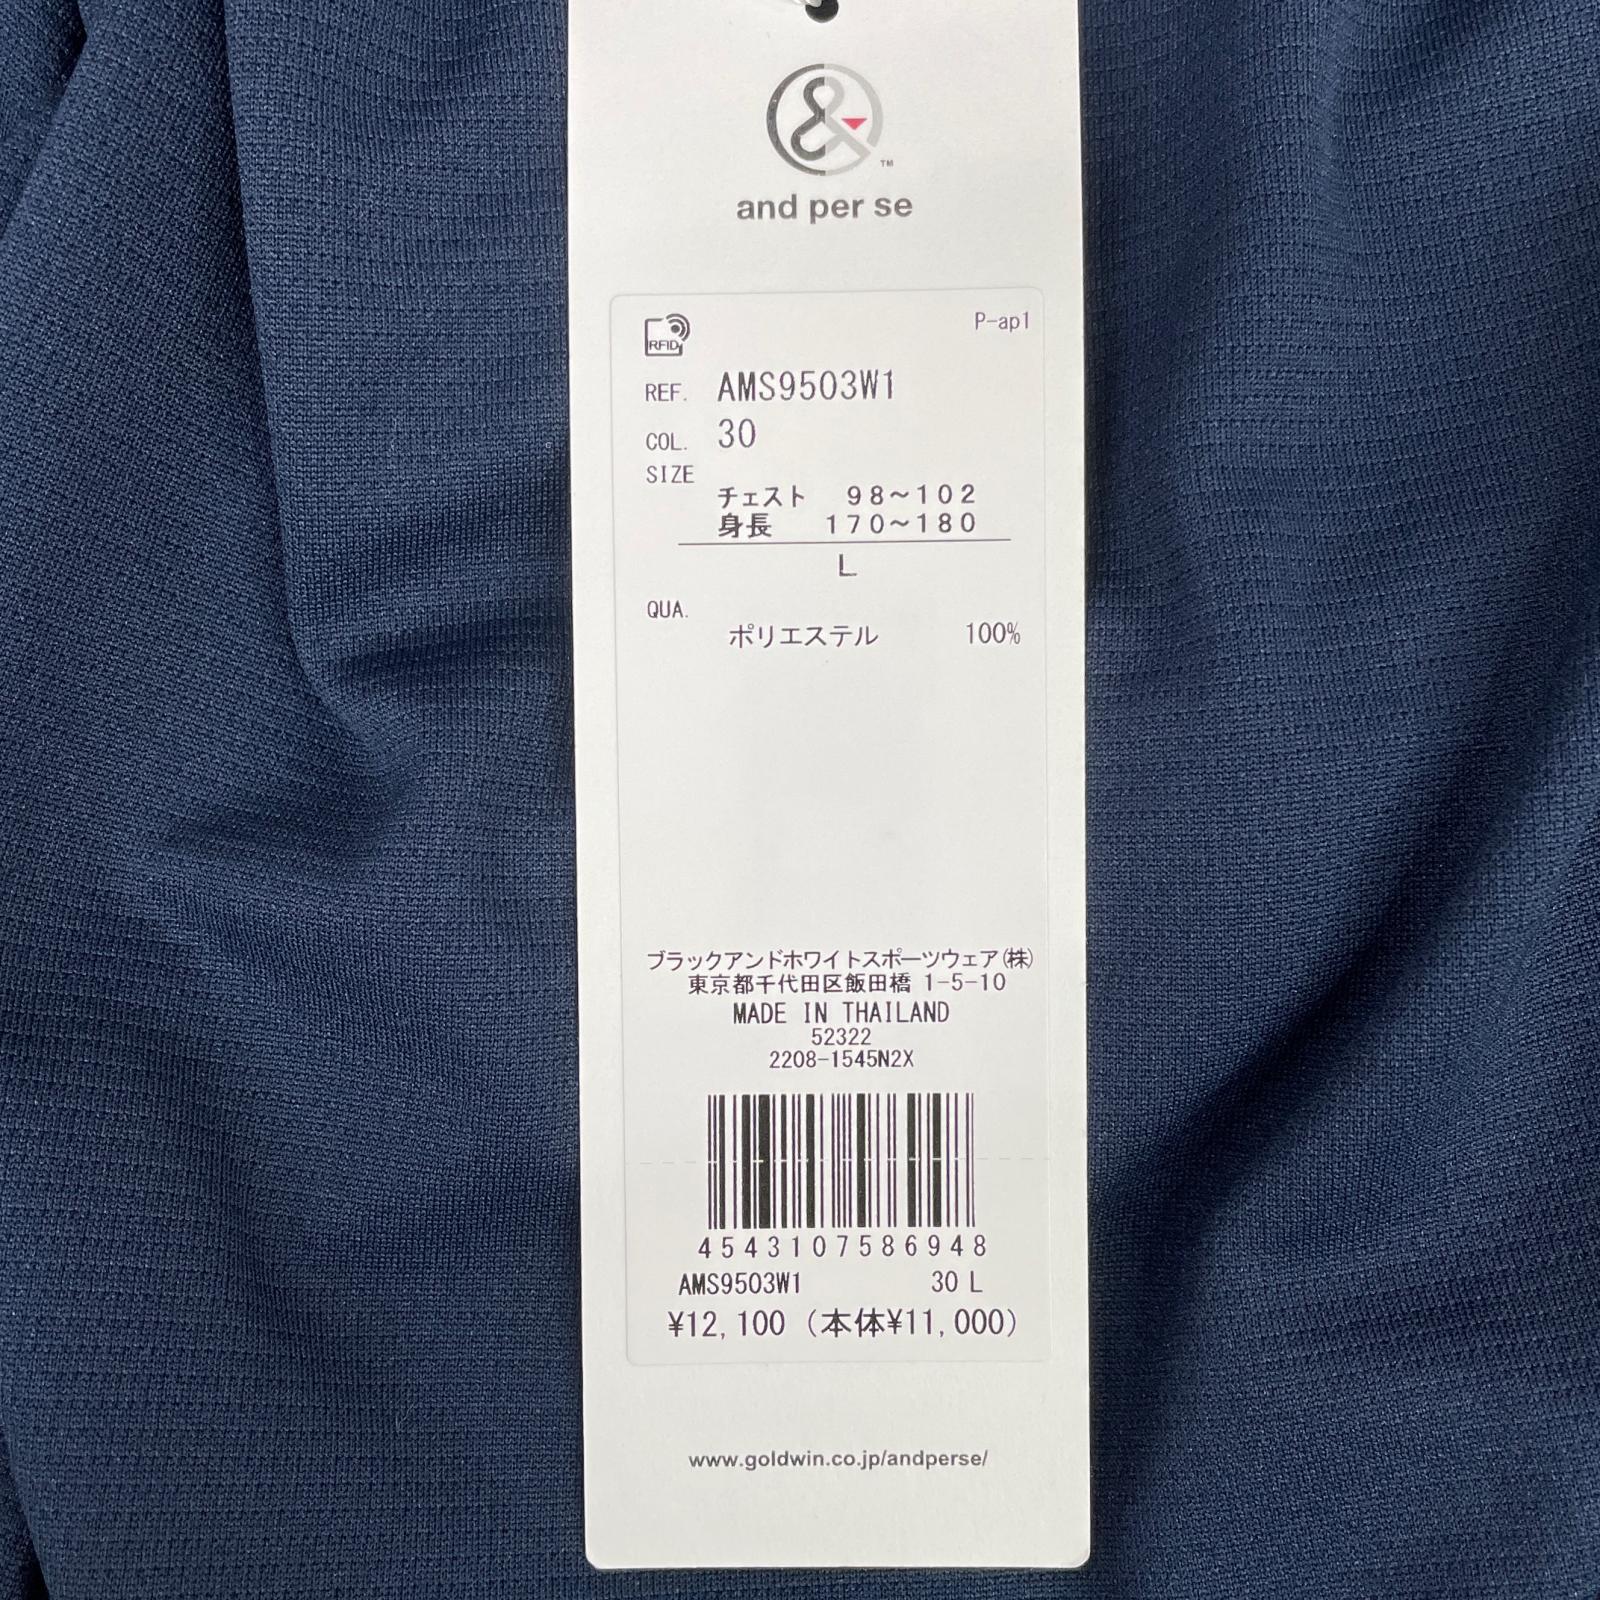 &
TM
and per se
RFID
P-ap1
REF. AMS9503W1
COL. 30
SIZE
チェスト 98~102
身長 170~180
L
QUA.
ポリエステル 100%
ブラックアンドホワイトスポーツウェア(株)
東京都千代田区飯田橋 1-5-10
MADE IN THAILAND
52322
2208-1545N2X
4543107586948
AMS9503W1 30 L
¥12,100 (本体¥11,000)
www.goldwin.co.jp/andperse/